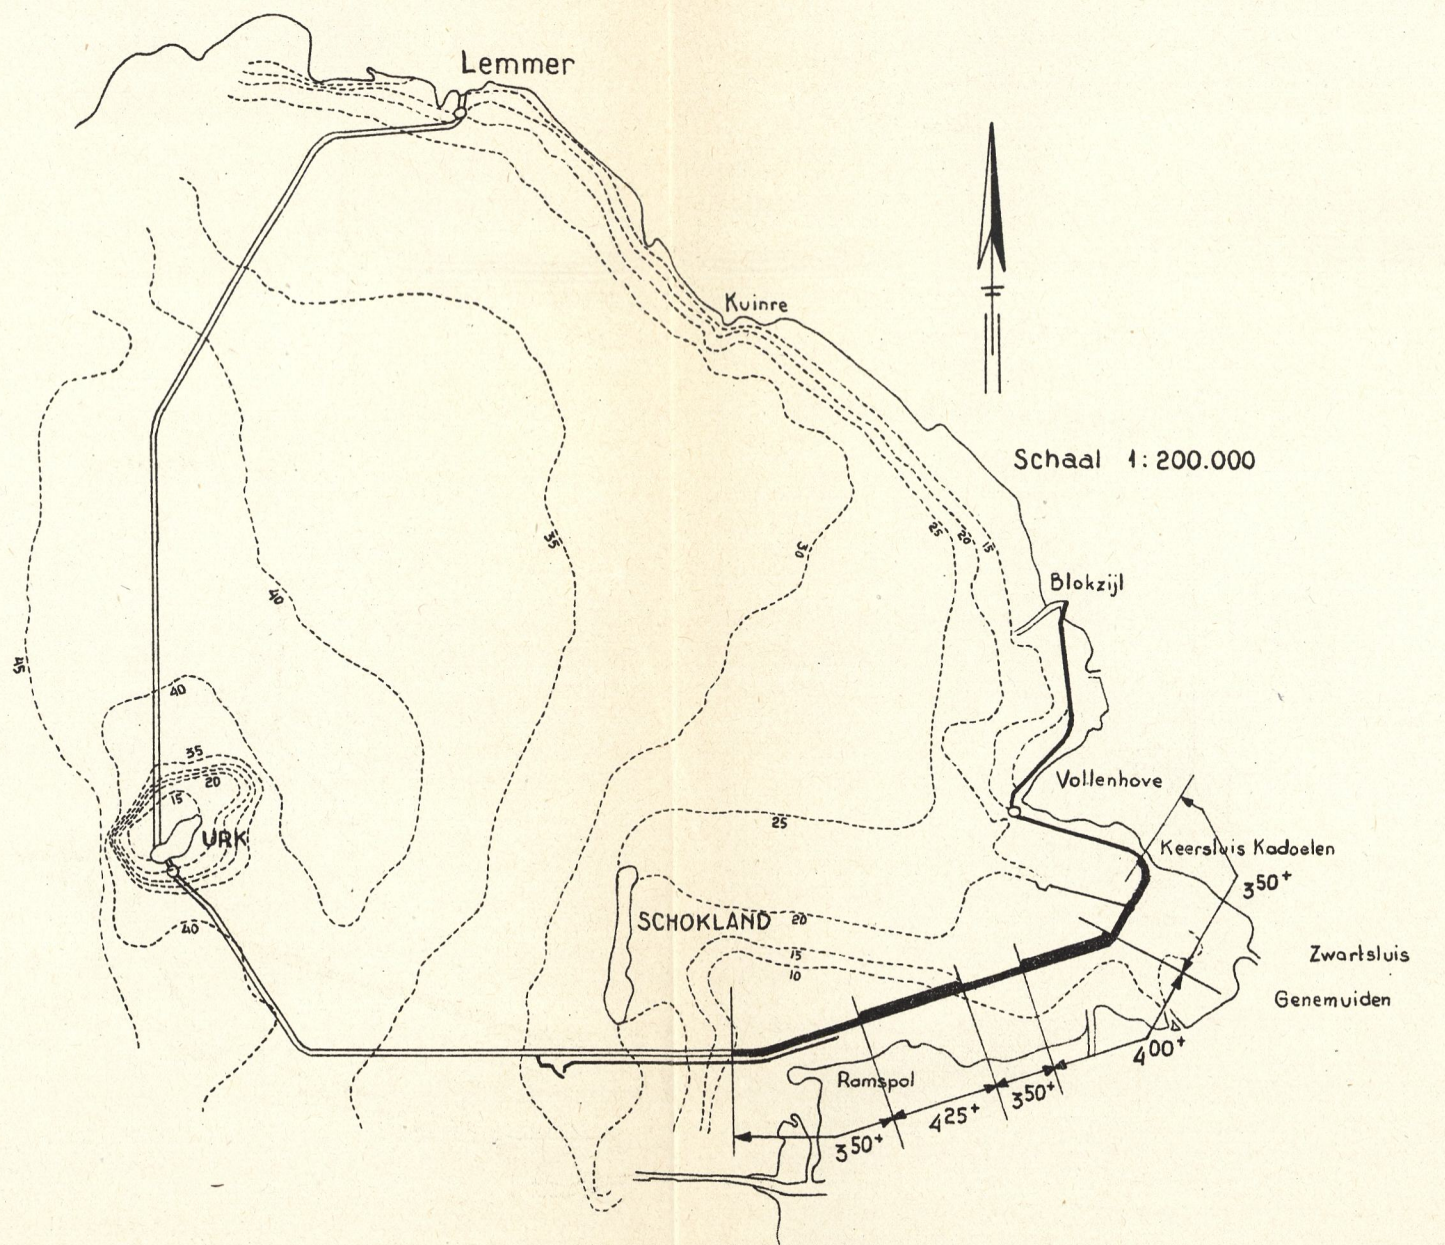 Lemmer
Kuinre
Schaal 1:200.000
25
20
15
35
30
Blokzijl
40
45
40
35
20
15
URK
Vollenhove
25
Keersluis Kadoelen
3⁵⁰⁺
SCHOKLAND
20
40
15
10
Zwartsluis
Genemuiden
4⁰⁰⁺
Ramspol
3⁵⁰⁺
4²⁵⁺
3⁵⁰⁺